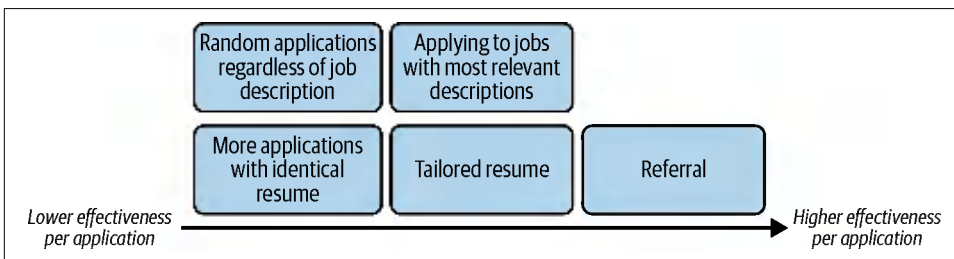 Random applications
regardless of job
description
Applying to jobs
with most relevant
descriptions
More applications
with identical
resume
Tailored resume
Referral
Lower effectiveness
per application
Higher effectiveness
per application